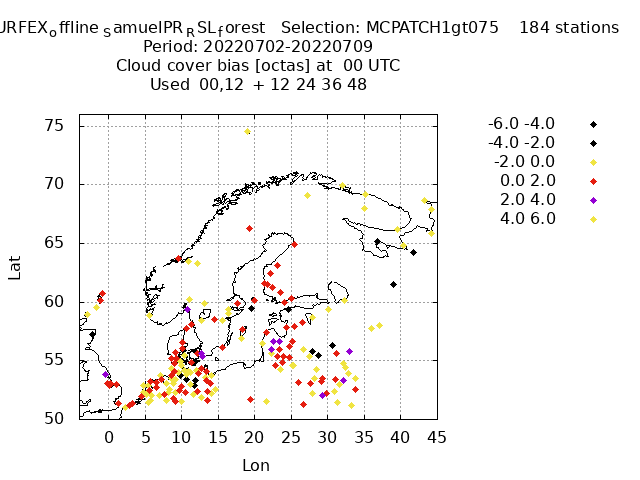 URFEXoffline SamuelPRRSLforest Selection: MCPATCH1gt075 184 stations
Period: 20220702-20220709
Cloud cover bias [octas] at 00 UTC
Used 00,12 + 12 24 36 48
-6.0 -4.0
-4.0 -2.0
-2.0 0.0
0.0 2.0
2.0 4.0
4.0 6.0
75
70
65
60
55
50
Lat
0 5 10 15 20 25 30 35 40 45
Lon